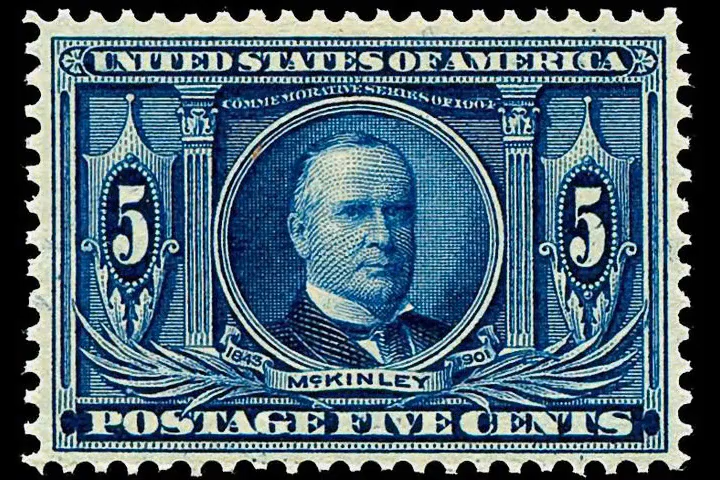 UNITED STATES OF AMERICA
COMMEMORATIVE SERIES OF 1904
5 5
1843 1901
McKINLEY
POSTAGE FIVE CENTS